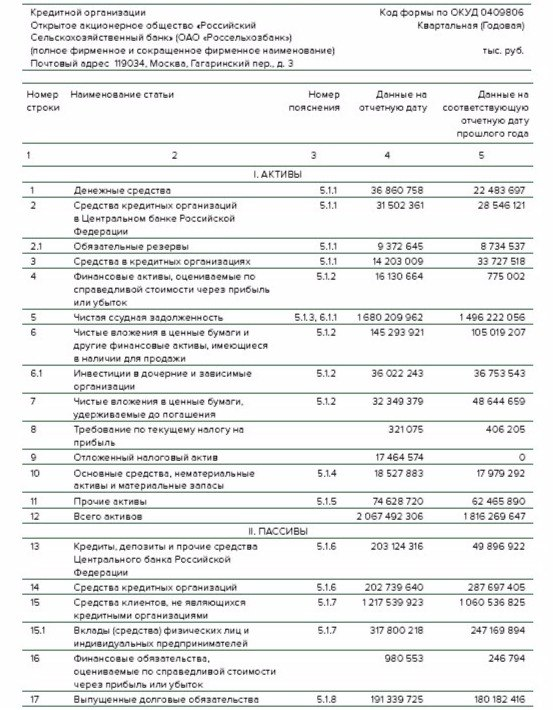 Кредитной организации Код формы по ОКУД 0409806
Открытое акционерное общество «Российский Квартальная (Годовая)
Сельскохозяйственный банк» (ОАО «Россельхозбанк»)
(полное фирменное и сокращенное фирменное наименование) тыс. руб.
Почтовый адрес 119034, Москва, Гагаринский пер., д. 3
Номер Наименование статьи Номер Данные на Данные на
строки пояснения отчетную дату соответствующую
отчетную дату
прошлого года
1 2 3 4 5
I. АКТИВЫ
1 Денежные средства 5.1.1 36 860 758 22 483 697
2 Средства кредитных организаций 5.1.1 31 502 361 28 546 121
в Центральном банке Российской
Федерации
2.1 Обязательные резервы 5.1.1 9 372 645 8 734 537
3 Средства в кредитных организациях 5.1.1 14 203 009 33 727 518
4 Финансовые активы, оцениваемые по 5.1.2 16 130 664 775 002
справедливой стоимости через прибыль
или убыток
5 Чистая ссудная задолженность 5.1.3, 6.1.1 1 680 209 962 1 496 222 056
6 Чистые вложения в ценные бумаги и 5.1.2 145 293 921 105 019 207
другие финансовые активы, имеющиеся
в наличии для продажи
6.1 Инвестиции в дочерние и зависимые 5.1.2 36 022 243 36 753 543
организации
7 Чистые вложения в ценные бумаги, 5.1.2 32 349 379 48 644 659
удерживаемые до погашения
8 Требование по текущему налогу на 321 075 406 205
прибыль
9 Отложенный налоговый актив 17 464 574 0
10 Основные средства, нематериальные 5.1.4 18 527 883 17 979 292
активы и материальные запасы
11 Прочие активы 5.1.5 74 628 720 62 465 890
12 Всего активов 2 067 492 306 1 816 269 647
II. ПАССИВЫ
13 Кредиты, депозиты и прочие средства 5.1.6 203 124 316 49 896 922
Центрального банка Российской
Федерации
14 Средства кредитных организаций 5.1.6 202 739 640 287 697 405
15 Средства клиентов, не являющихся 5.1.7 1 217 539 923 1 060 536 825
кредитными организациями
15.1 Вклады (средства) физических лиц и 5.1.7 317 800 218 247 169 894
индивидуальных предпринимателей
16 Финансовые обязательства, 980 553 246 794
оцениваемые по справедливой стоимости
через прибыль или убыток
17 Выпущенные долговые обязательства 5.1.8 191 339 725 180 182 416